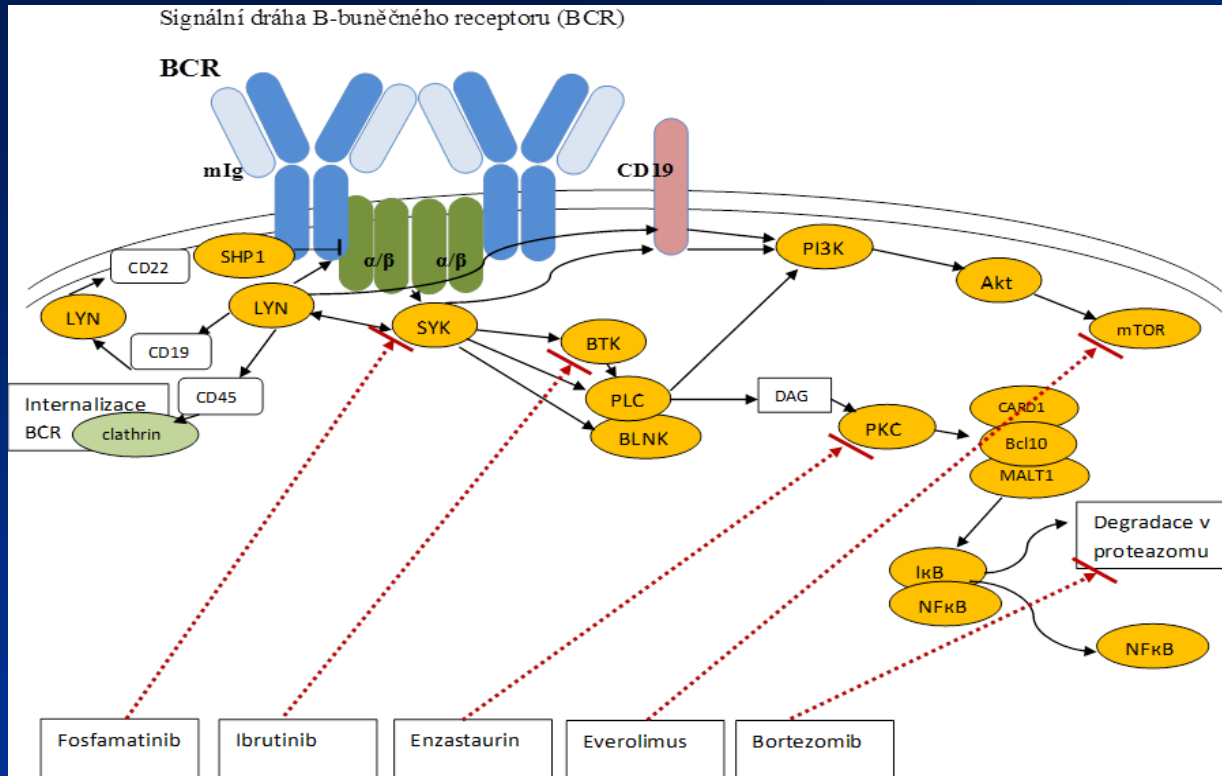 Signální dráha B-buněčného receptoru (BCR)
BCR
mIg
CD19
α/β
α/β
SHP1
CD22
PI3K
Akt
LYN
LYN
SYK
BTK
mTOR
CD19
CD45
PLC
DAG
BLNK
PKC
CARD1
Bcl10
MALT1
Internalizace
BCR
clathrin
Degradace v
proteazomu
IκB
NFκB
NFκB
Fosfamatinib
Ibrutinib
Enzastaurin
Everolimus
Bortezomib